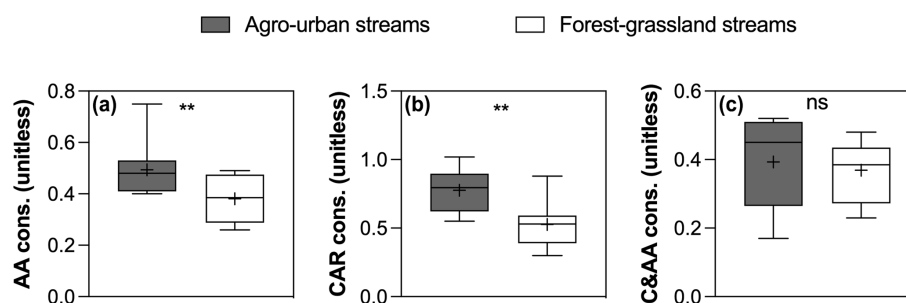 Agro-urban streams
Forest-grassland streams
AA cons. (unitless)
0.8
0.6
0.4
0.2
0.0
(a)
**
CAR cons. (unitless)
1.5
1.0
0.5
0.0
(b)
**
C&AA cons. (unitless)
0.6
0.4
0.2
0.0
(c)
ns